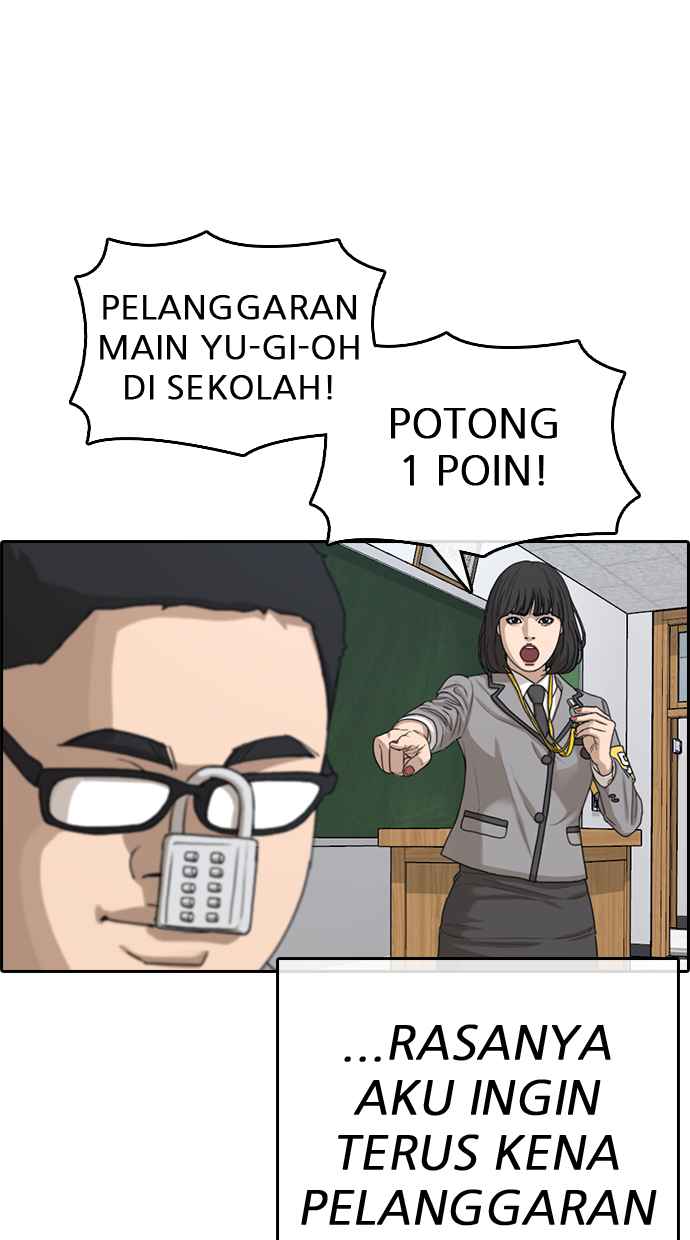 PELANGGARAN
MAIN YU-GI-OH
DI SEKOLAH!
POTONG
1 POIN!
...RASANYA
AKU INGIN
TERUS KENA
PELANGGARAN